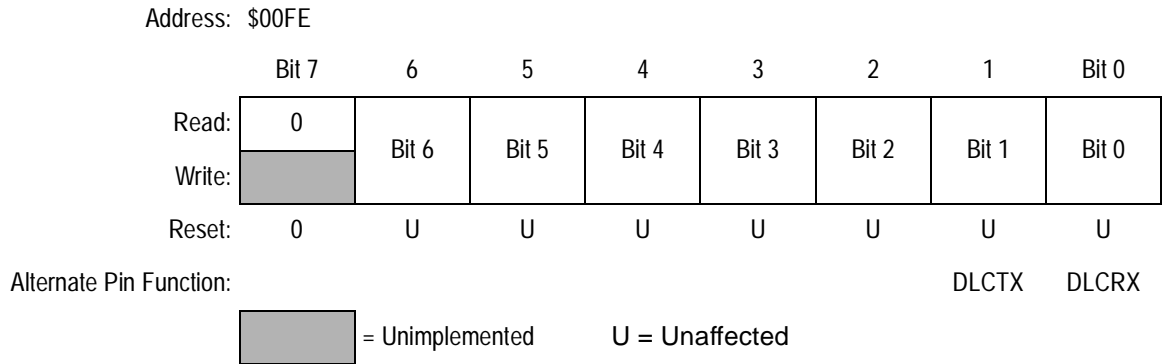 Address: $00FE
Bit 7 6 5 4 3 2 1 Bit 0
Read: 0 Bit 6 Bit 5 Bit 4 Bit 3 Bit 2 Bit 1 Bit 0
Write:
Reset: 0 U U U U U U U
Alternate Pin Function: DLCTX DLCRX
= Unimplemented U = Unaffected